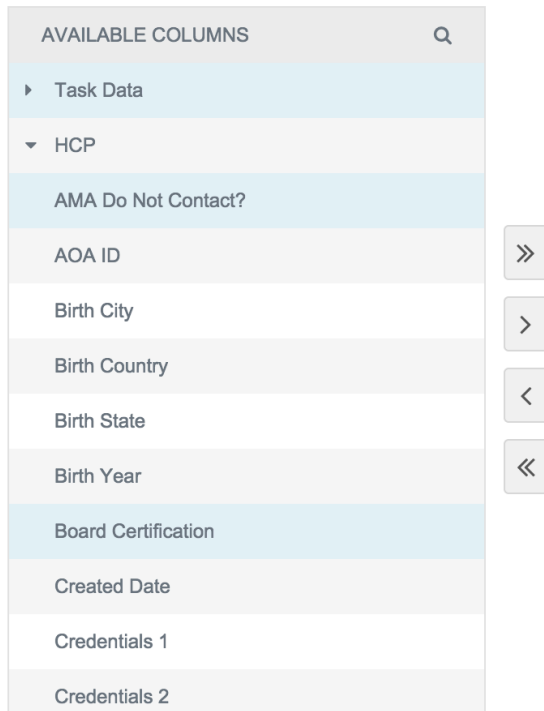 AVAILABLE COLUMNS
Task Data
HCP
AMA Do Not Contact?
AOA ID
Birth City
Birth Country
Birth State
Birth Year
Board Certification
Created Date
Credentials 1
Credentials 2